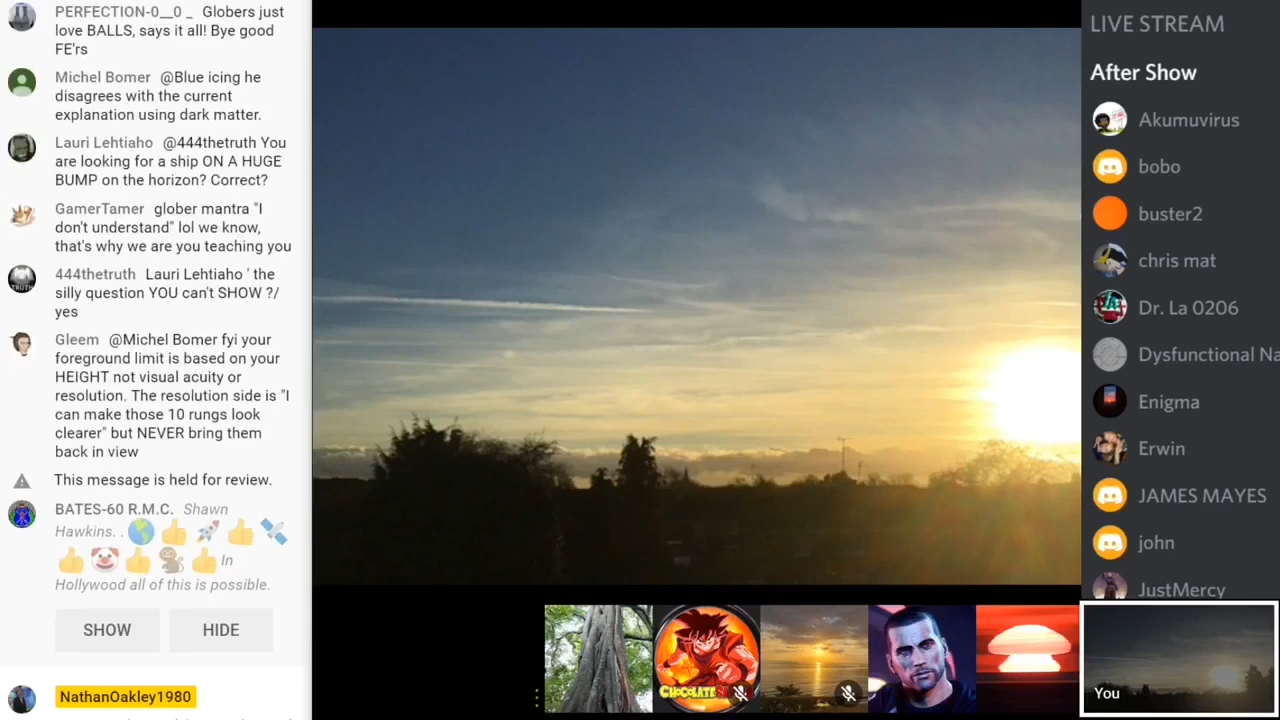 PERFECTION-0__0 _ Globers just
love BALLS, says it all! Bye good
FE'rs
Michel Bomer @Blue icing he
disagrees with the current
explanation using dark matter.
Lauri Lehtiaho @444thetruth You
are looking for a ship ON A HUGE
BUMP on the horizon? Correct?
GamerTamer glober mantra "I
don't understand" lol we know,
that's why we are you teaching you
444thetruth Lauri Lehtiaho ' the
silly question YOU can't SHOW ?/
yes
Gleem @Michel Bomer fyi your
foreground limit is based on your
HEIGHT not visual acuity or
resolution. The resolution side is "I
can make those 10 rungs look
clearer" but NEVER bring them
back in view
This message is held for review.
BATES-60 R.M.C. Shawn
Hawkins. .
In
Hollywood all of this is possible.
SHOW HIDE
NathanOakley1980
LIVE STREAM
After Show
Akumuvirus
bobo
buster2
chris mat
Dr. La 0206
Dysfunctional Na
Enigma
Erwin
JAMES MAYES
john
JustMercy
TRUTH
You